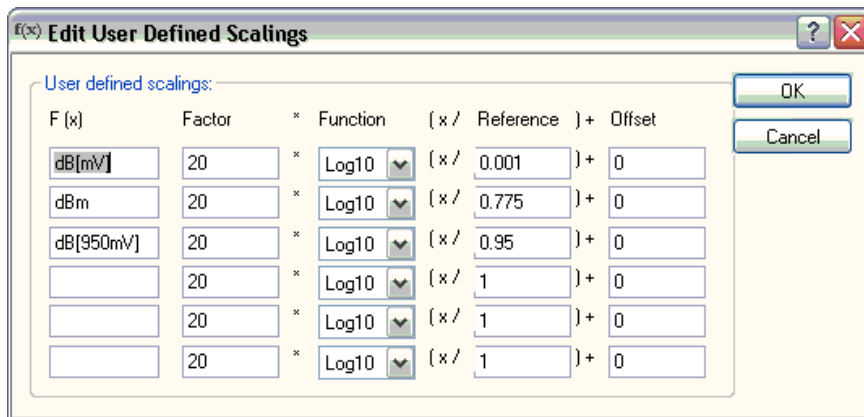 f(x) Edit User Defined Scalings ?
User defined scalings:
OK
F (x) Factor * Function ( x / Reference ) + Offset
Cancel
dB[mV] 20 * Log10 ( x / 0.001 ) + 0
dBm 20 * Log10 ( x / 0.775 ) + 0
dB[950mV] 20 * Log10 ( x / 0.95 ) + 0
20 * Log10 ( x / 1 ) + 0
20 * Log10 ( x / 1 ) + 0
20 * Log10 ( x / 1 ) + 0